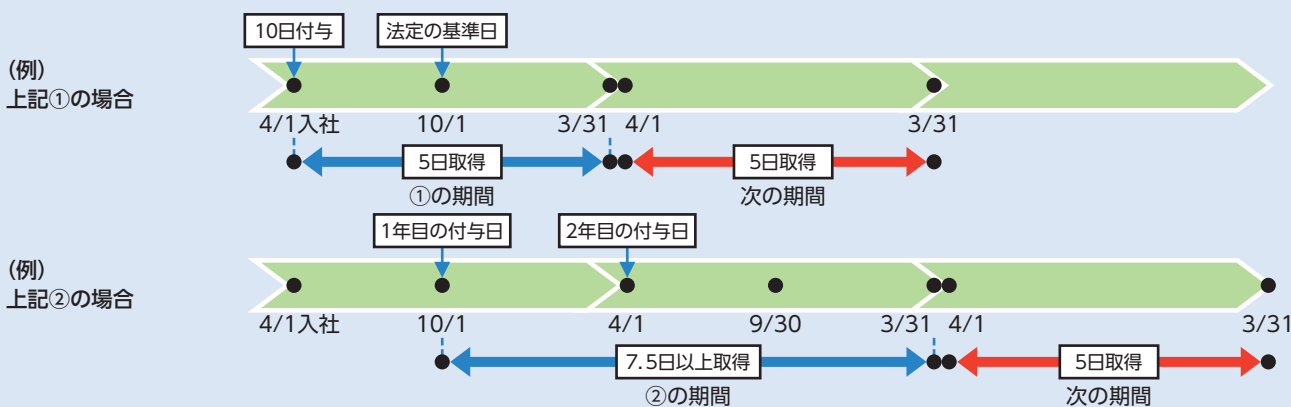 10日付与
法定の基準日
(例)
上記①の場合
4/1入社
10/1
3/31
4/1
3/31
5日取得
5日取得
①の期間
次の期間
1年目の付与日
2年目の付与日
(例)
上記②の場合
4/1入社
10/1
4/1
9/30
3/31
4/1
3/31
7.5日以上取得
5日取得
②の期間
次の期間